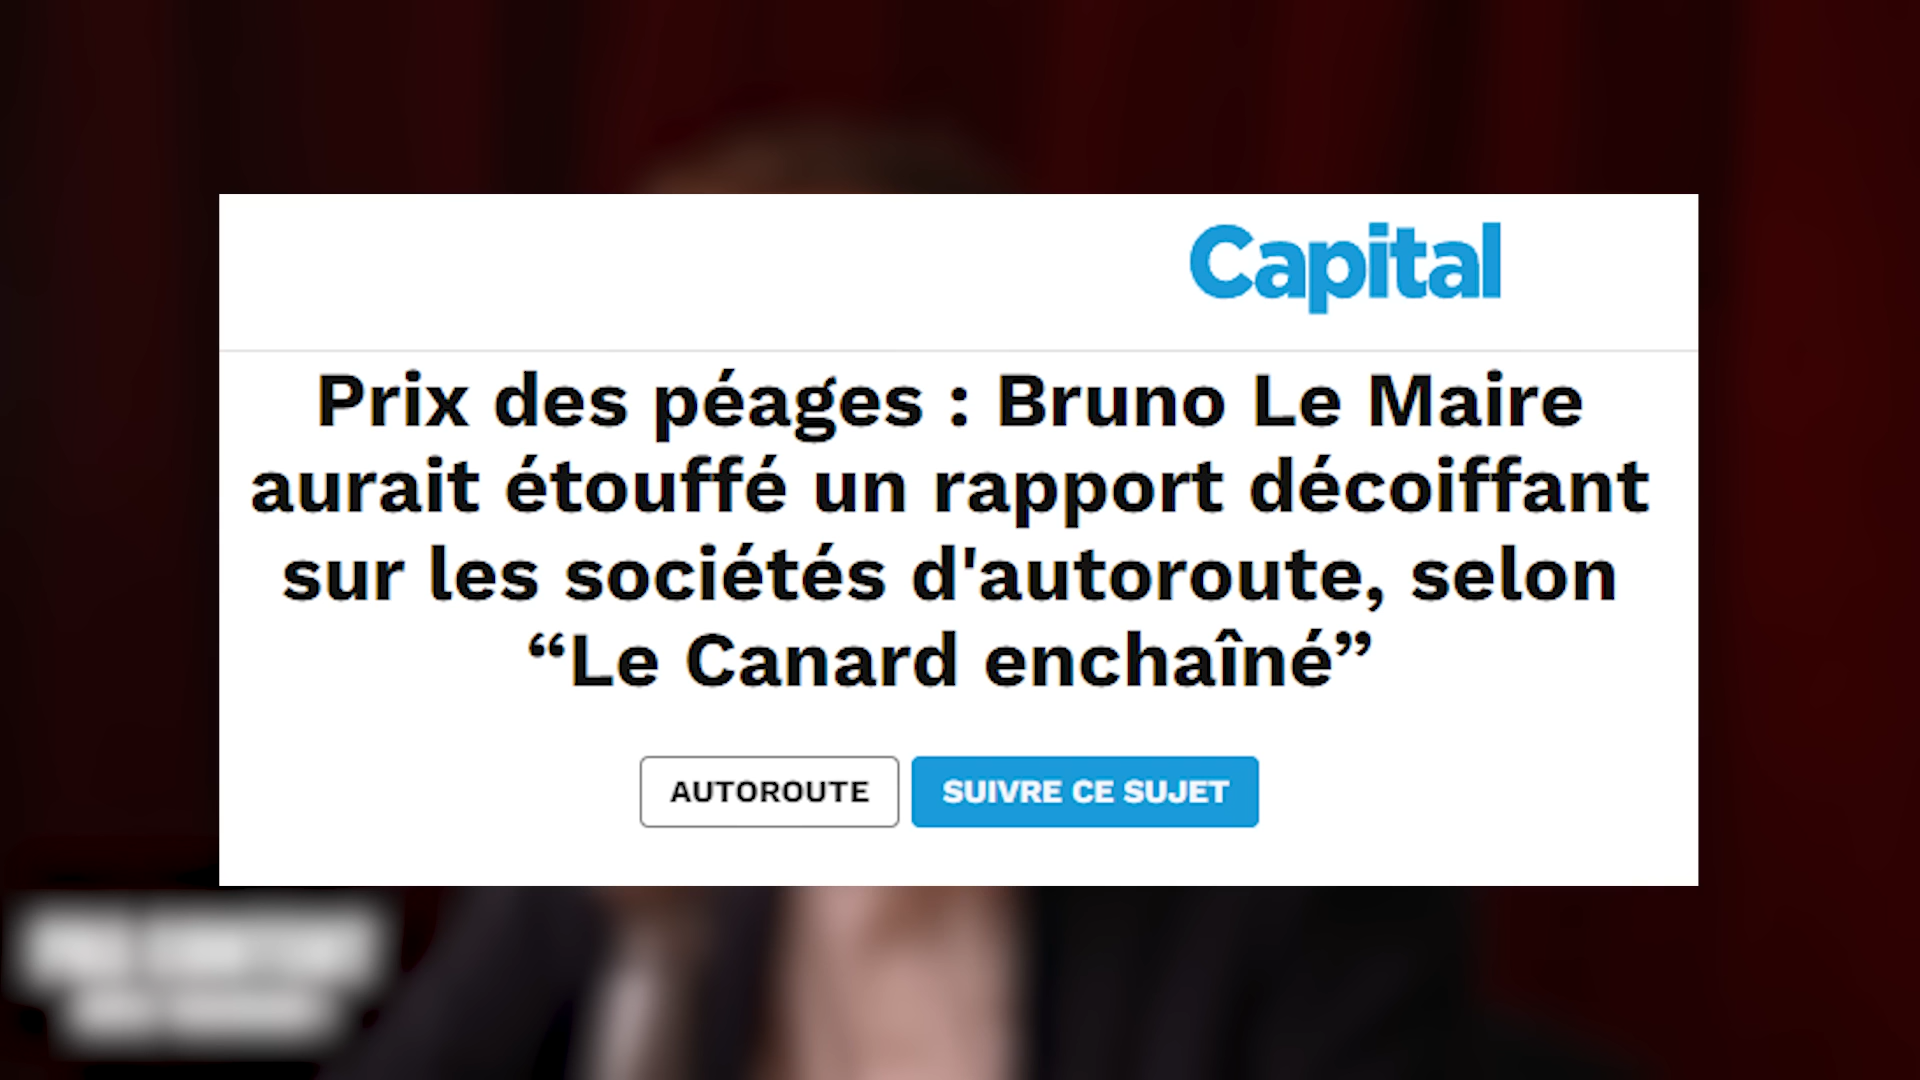 Capital
Prix des péages : Bruno Le Maire
aurait étouffé un rapport décoiffant
sur les sociétés d'autoroute, selon
“Le Canard enchaîné”
AUTOROUTE
SUIVRE CE SUJET